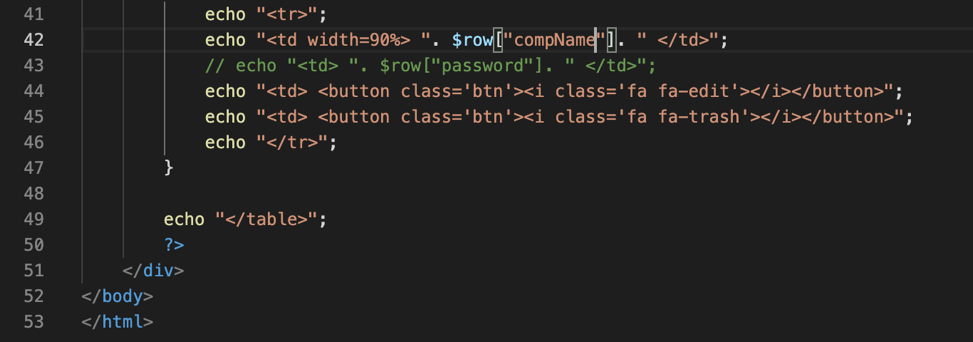 41 echo "<tr>";
42 echo "<td width=90%> ". $row["compName"]. " </td>";
43 // echo "<td> ". $row["password"]. " </td>";
44 echo "<td> <button class='btn'><i class='fa fa-edit'></i></button>";
45 echo "<td> <button class='btn'><i class='fa fa-trash'></i></button>";
46 echo "</tr>";
47 }
48
49 echo "</table>";
50 ?>
51 </div>
52 </body>
53 </html>